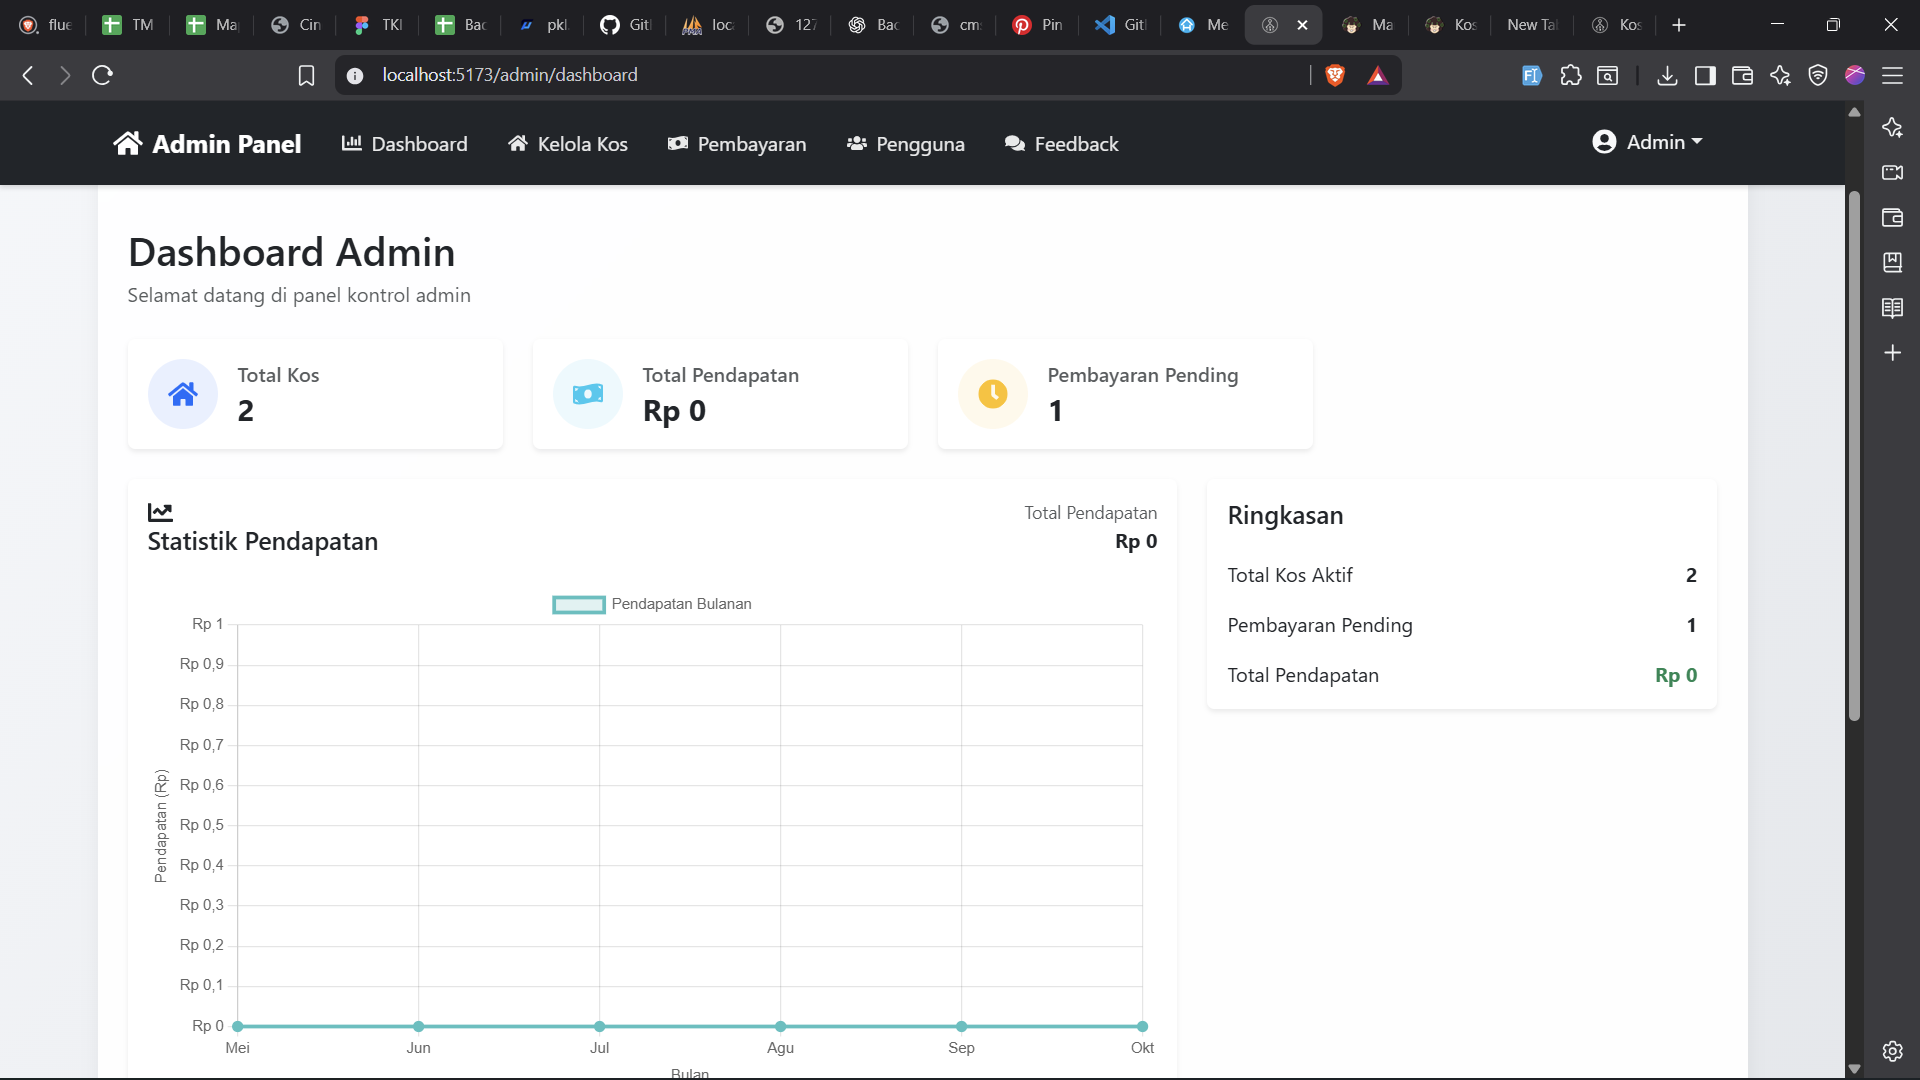 flue
TM
Ma
Cin
TKI
Bac
pkl.
Gitl
loca
127
Bac
cms
Pin
Gitl
Me
Ma
Kos
New Tal
Kos
localhost:5173/admin/dashboard
Admin Panel
Dashboard
Kelola Kos
Pembayaran
Pengguna
Feedback
Admin
Dashboard Admin
Selamat datang di panel kontrol admin
Total Kos
2
Total Pendapatan
Rp 0
Pembayaran Pending
1
Statistik Pendapatan
Total Pendapatan
Rp 0
Pendapatan Bulanan
Rp 1
Rp 0,9
Rp 0,8
Rp 0,7
Rp 0,6
Rp 0,5
Rp 0,4
Rp 0,3
Rp 0,2
Rp 0,1
Rp 0
Pendapatan (Rp)
Mei
Jun
Jul
Agu
Sep
Okt
Bulan
Ringkasan
Total Kos Aktif
2
Pembayaran Pending
1
Total Pendapatan
Rp 0